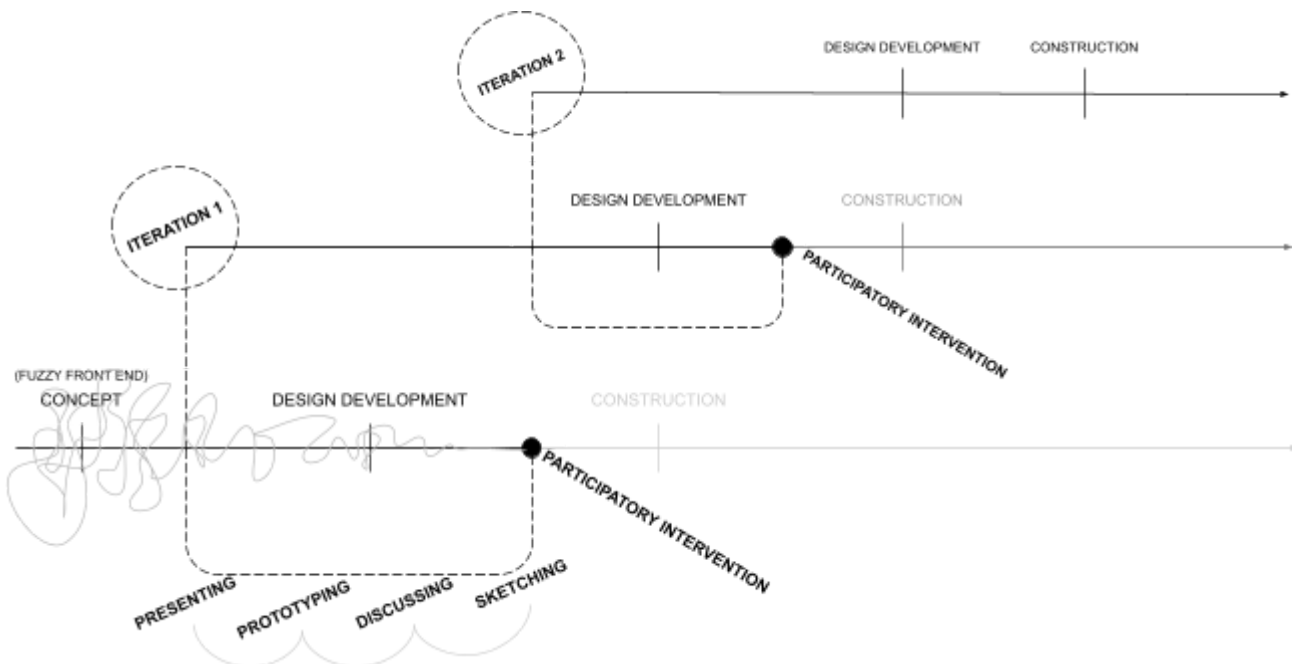 ITERATION 2
DESIGN DEVELOPMENT
CONSTRUCTION
ITERATION 1
DESIGN DEVELOPMENT
CONSTRUCTION
PARTICIPATORY INTERVENTION
(FUZZY FRONT END)
CONCEPT
DESIGN DEVELOPMENT
CONSTRUCTION
PARTICIPATORY INTERVENTION
PRESENTING
PROTOTYPING
DISCUSSING
SKETCHING